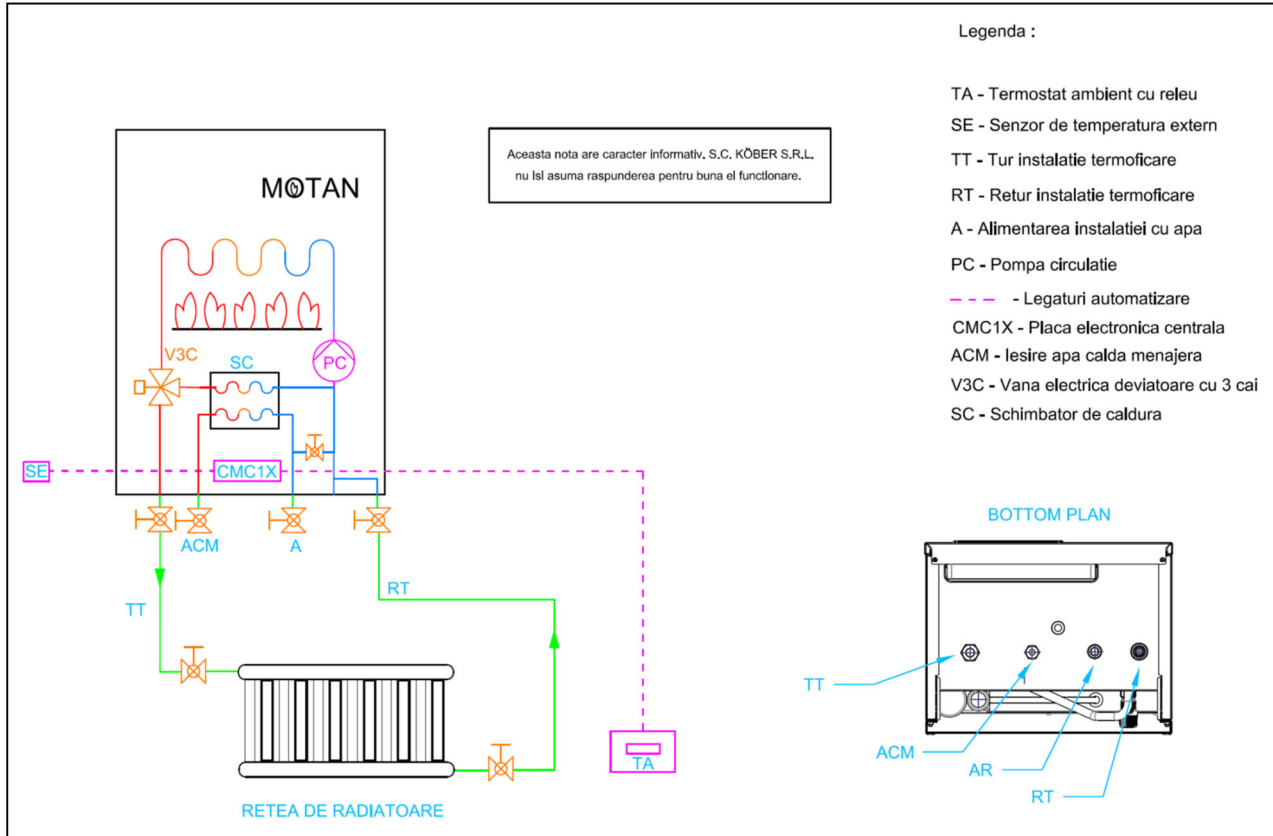 Legenda :
TA - Termostat ambient cu releu
SE - Senzor de temperatura extern
TT - Tur instalatie termoficare
RT - Retur instalatie termoficare
A - Alimentarea instalatiei cu apa
PC - Pompa circulatie
- Legaturi automatizare
CMC1X - Placa electronica centrala
ACM - Iesire apa calda menajera
V3C - Vana electrica deviatoare cu 3 cai
SC - Schimbator de caldura
Aceasta nota are caracter informativ. S.C. KÖBER S.R.L.
nu Isl asuma raspunderea pentru buna el functlonare.
MOTAN
V3C
SC
PC
SE
CMC1X
ACM
A
TT
RT
TA
RETEA DE RADIATOARE
BOTTOM PLAN
TT
ACM
AR
RT